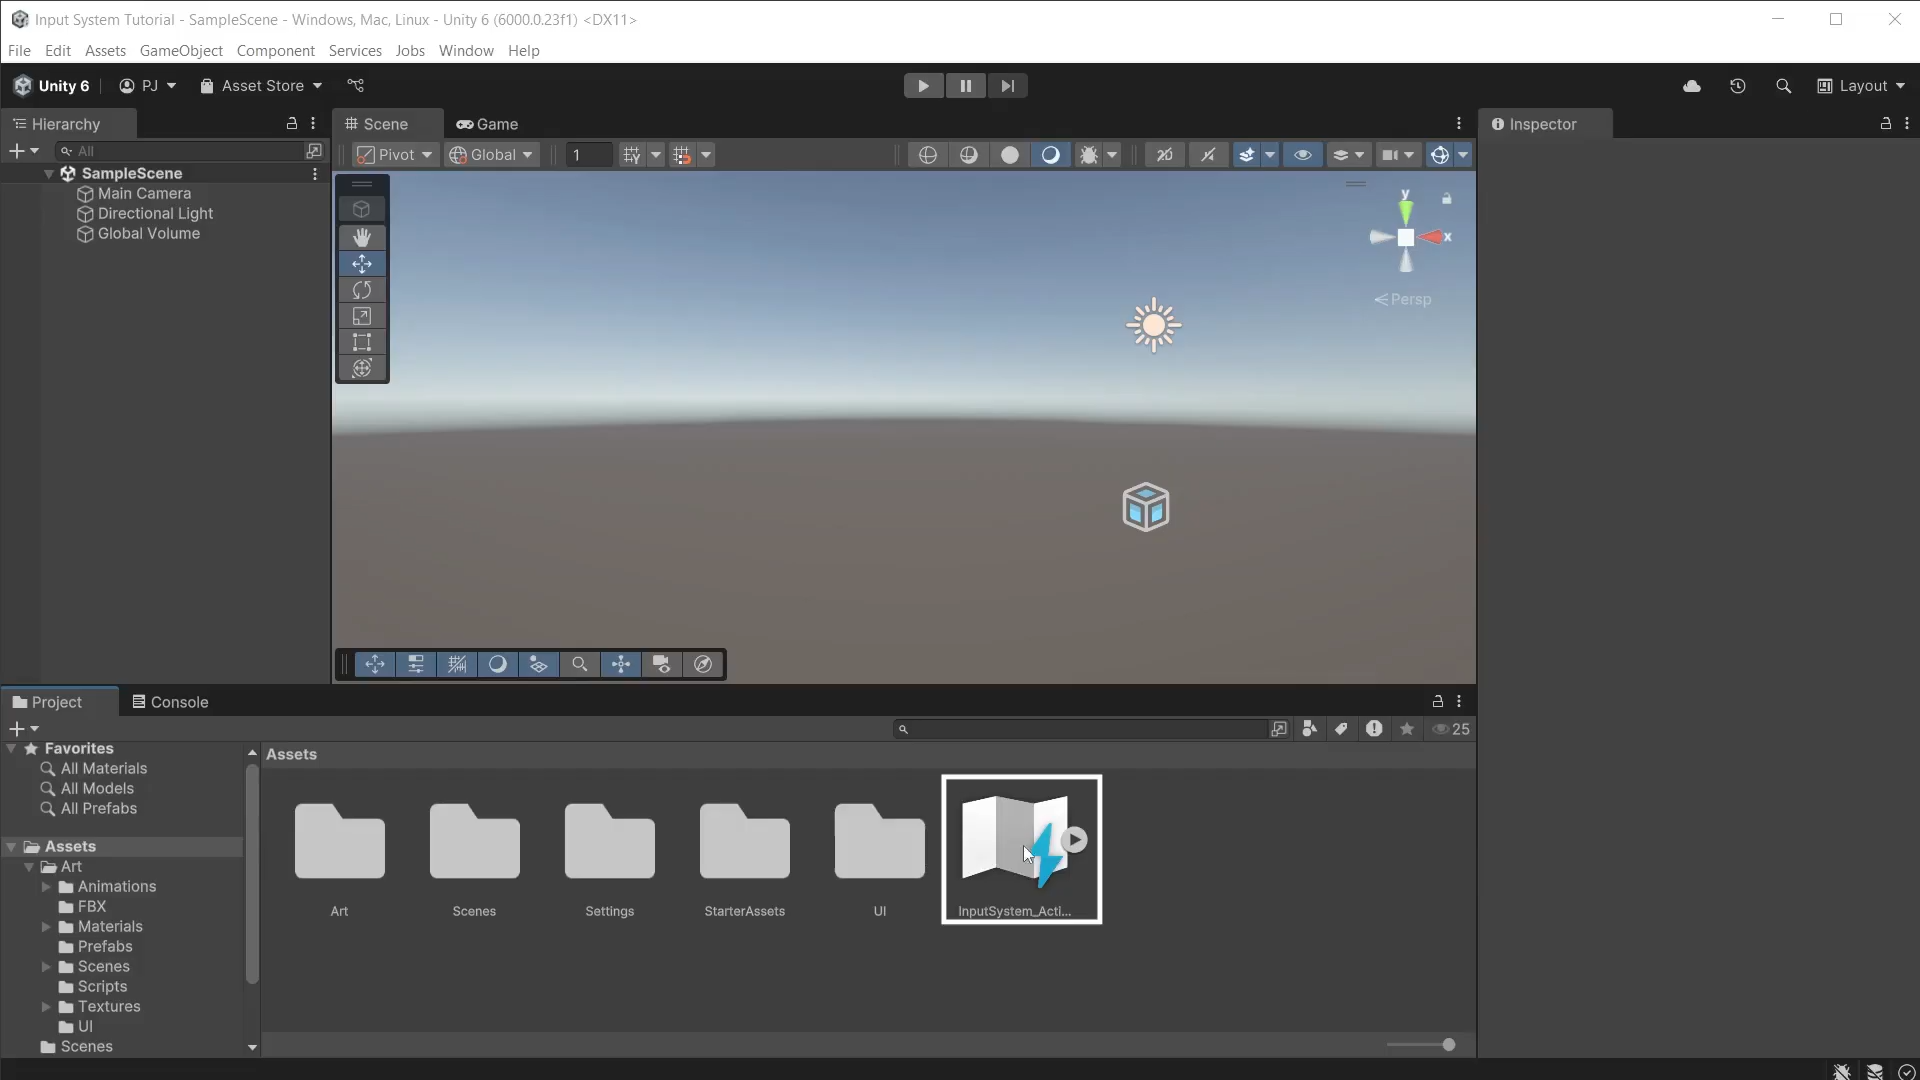 Input System Tutorial - SampleScene - Windows, Mac, Linux - Unity 6 (6000.0.23f1) <DX11>
File Edit Assets GameObject Component Services Jobs Window Help
Unity 6 PJ Asset Store Layout
Hierarchy
All
SampleScene
Main Camera
Directional Light
Global Volume
Scene Game
Pivot Global 1 2D
y
x
Persp
Inspector
Project Console
25
Favorites
All Materials
All Models
All Prefabs
Assets
Art
Animations
FBX
Materials
Prefabs
Scenes
Scripts
Textures
UI
Scenes
Assets
Art Scenes Settings StarterAssets UI InputSystem_Acti...